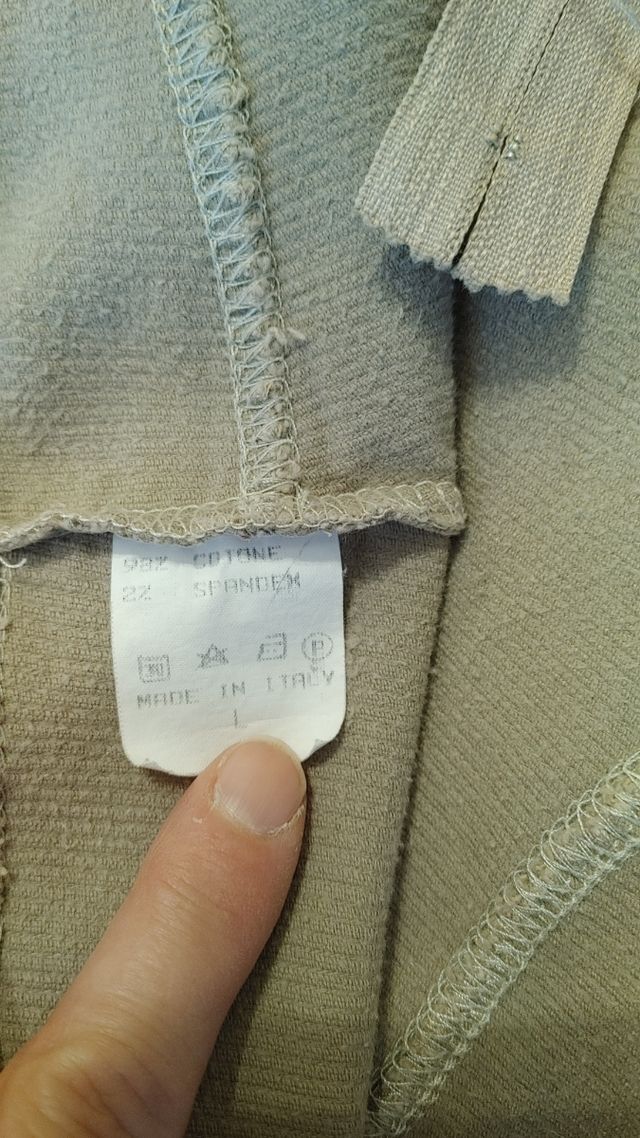 98% COTONE
2% SPANDEX
P
MADE IN ITALY
L